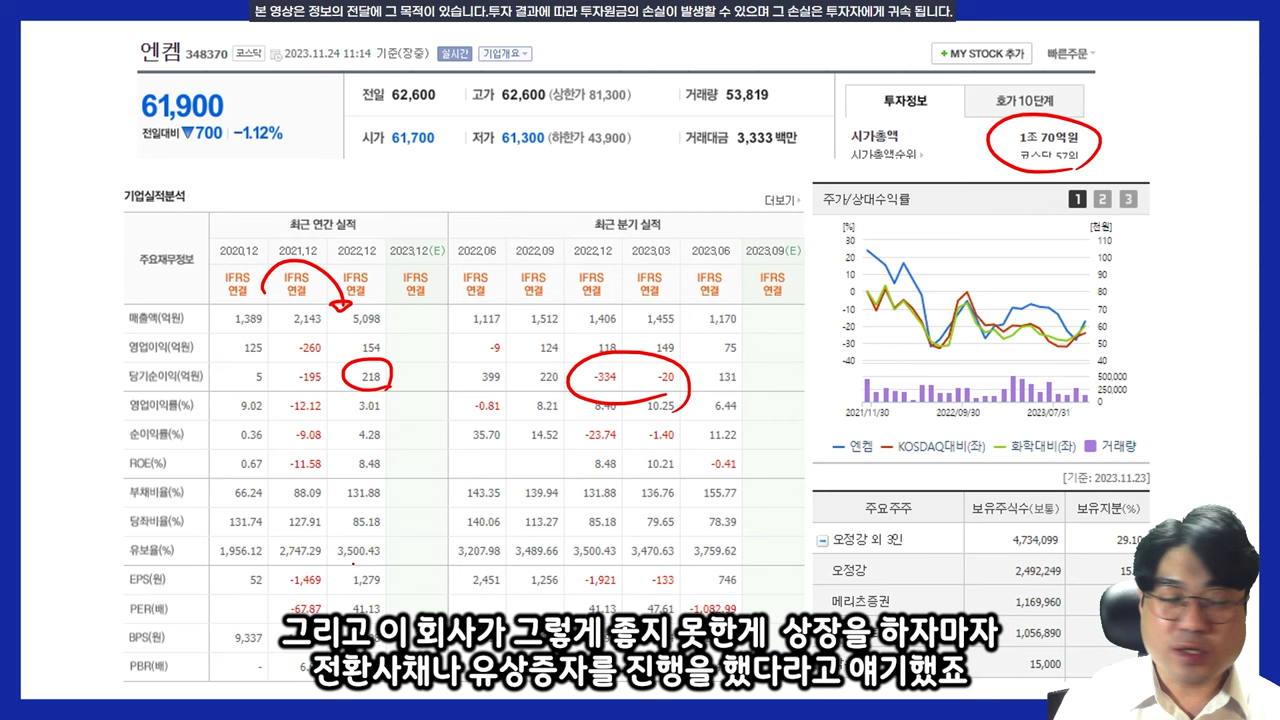 본 영상은 정보의 전달에 그 목적이 있습니다.투자 결과에 따라 투자원금의 손실이 발생할 수 있으며 그 손실은 투자자에게 귀속 됩니다.
엔켐 348370 코스닥 2023.11.24 11:14 기준(장중) 실시간 기업개요
+ MY STOCK 추가 빠른주문
61,900
전일대비 ▼700 -1.12%
전일 62,600 고가 62,600 (상한가 81,300) 거래량 53,819
시가 61,700 저가 61,300 (하한가 43,900) 거래대금 3,333 백만
투자정보 호가 10단계
시가총액 1조 70억원
시가총액순위 코스닥 57위
기업실적분석 더보기
주요재무정보 최근 연간 실적 최근 분기 실적
2020.12 2021.12 2022.12 2023.12(E) 2022.06 2022.09 2022.12 2023.03 2023.06 2023.09(E)
IFRS IFRS IFRS IFRS IFRS IFRS IFRS IFRS IFRS IFRS
연결 연결 연결 연결 연결 연결 연결 연결 연결 연결
매출액(억원) 1,389 2,143 5,098 1,117 1,512 1,406 1,455 1,170
영업이익(억원) 125 -260 154 -9 124 118 149 75
당기순이익(억원) 5 -195 218 399 220 -334 -20 131
영업이익률(%) 9.02 -12.12 3.01 -0.81 8.21 8.40 10.25 6.44
순이익률(%) 0.36 -9.08 4.28 35.70 14.52 -23.74 -1.40 11.22
ROE(%) 0.67 -11.58 8.48 8.48 10.21 -0.41
부채비율(%) 66.24 88.09 131.88 143.35 139.94 131.88 136.76 155.77
당좌비율(%) 131.74 127.91 85.18 140.06 113.27 85.18 79.65 78.39
유보율(%) 1,956.12 2,747.29 3,500.43 3,207.98 3,489.66 3,500.43 3,470.63 3,759.62
EPS(원) 52 -1,469 1,279 2,451 1,256 -1,921 -133 746
PER(배) -67.87 41.13 41.13 47.61 -1,082.99
BPS(원) 9,337
PBR(배) -
주가/상대수익률 1 2 3
[%] [천원]
30 110
20 100
10 90
0 80
-10 70
-20 60
-30 50
-40 40
500,000
250,000
0
2021/11/30 2022/09/30 2023/07/31
엔켐 KOSDAQ대비(좌) 화학대비(좌) 거래량
[기준: 2023.11.23]
주요주주 보유주식수(보통) 보유지분(%)
오정강 외 3인 4,734,099 29.10
오정강 2,492,249
메리츠증권 1,169,960
1,056,890
15,000
그리고 이 회사가 그렇게 좋지 못한게 상장을 하자마자
전환사채나 유상증자를 진행을 했다라고 얘기했죠